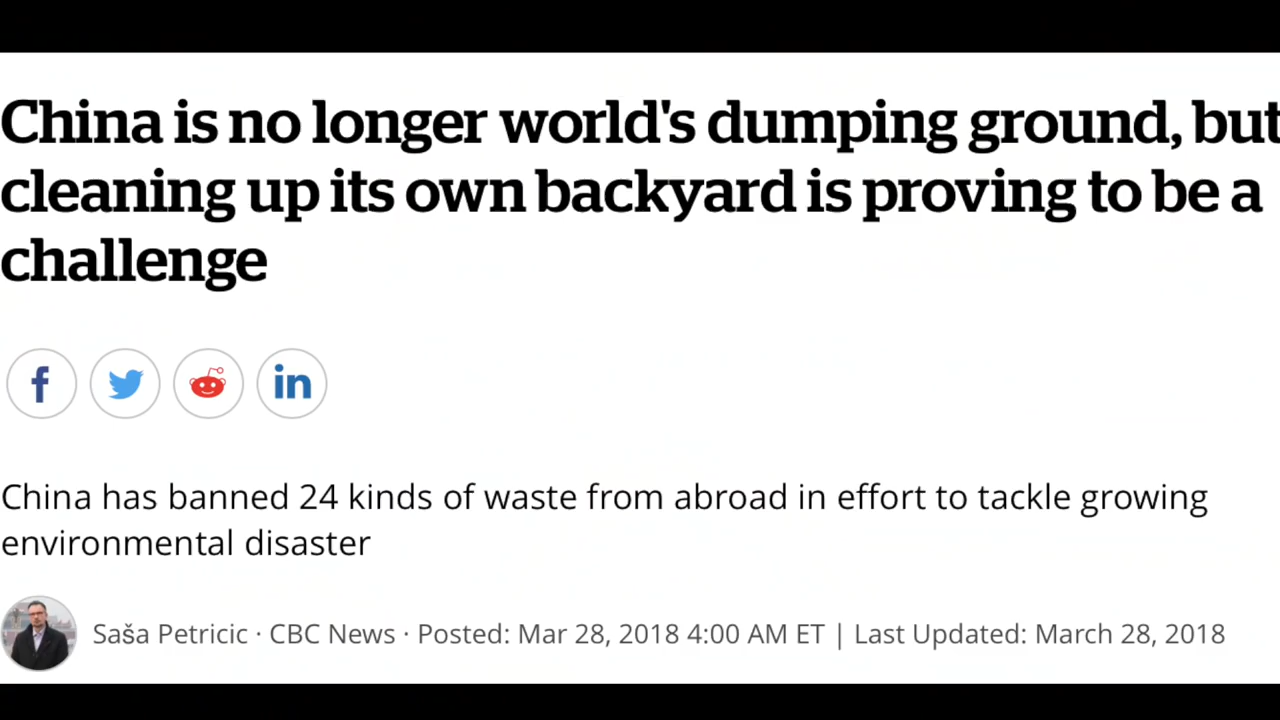 China is no longer world's dumping ground, but
cleaning up its own backyard is proving to be a
challenge
f
in
China has banned 24 kinds of waste from abroad in effort to tackle growing
environmental disaster
Saša Petricic · CBC News · Posted: Mar 28, 2018 4:00 AM ET | Last Updated: March 28, 2018